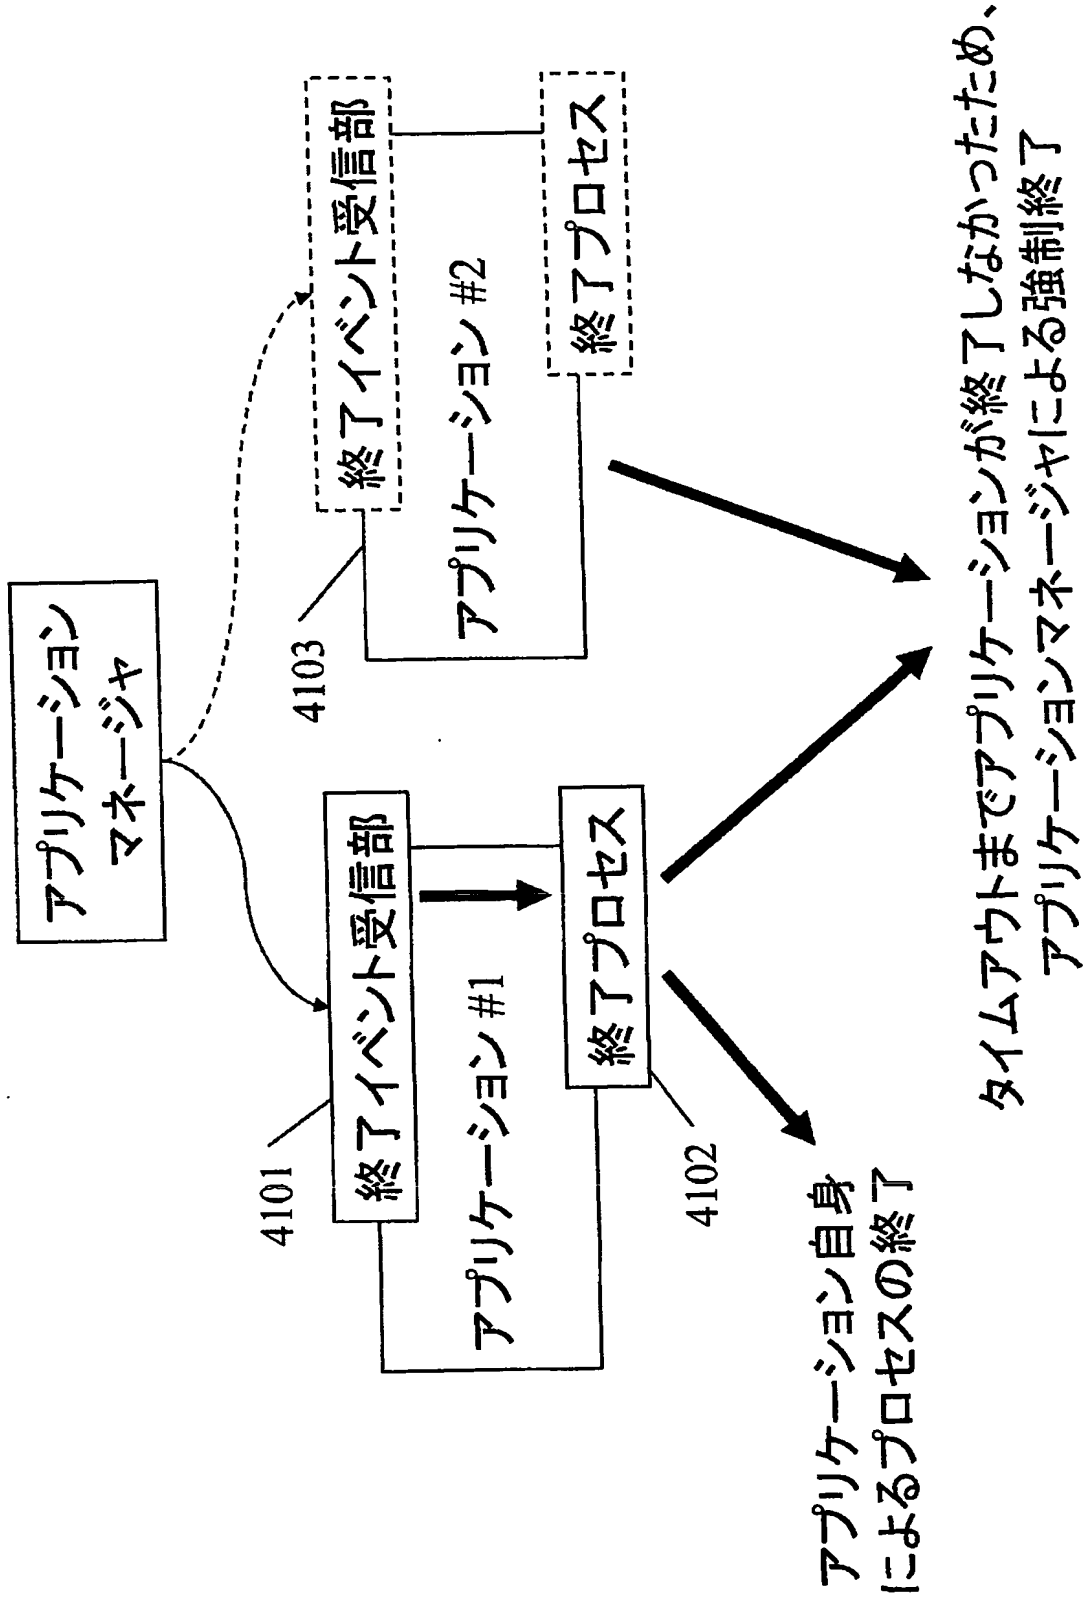 アプリケーション
マネージャ
4101
終了イベント受信部
アプリケーション #1
終了プロセス
4102
4103
終了イベント受信部
アプリケーション #2
終了プロセス
アプリケーション自身
によるプロセスの終了
タイムアウトまでアプリケーションが終了しなかったため、
アプリケーションマネージャによる強制終了